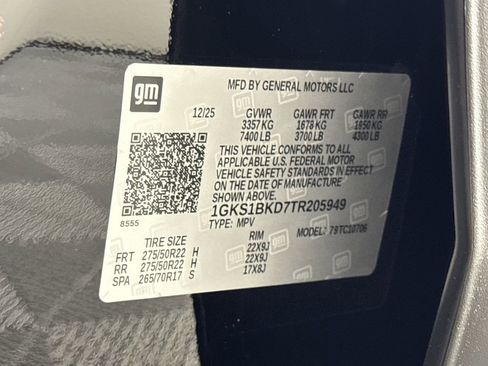 gm
MFD BY GENERAL MOTORS LLC
12/25 GVWR GAWR FRT GAWR RR
3357 KG 1678 KG 1950 KG
7400 LB 3700 LB 4300 LB
THIS VEHICLE CONFORMS TO ALL
APPLICABLE U.S. FEDERAL MOTOR
VEHICLE SAFETY STANDARDS IN
EFFECT ON THE DATE OF MANUFACTURE
SHOWN ABOVE.
1GKS1BKD7TR205949
8555
TYPE: MPV MODEL: 79TC10706
TIRE SIZE RIM
FRT 275/50R22 H 22X9J
RR 275/50R22 H 22X9J
SPA 265/70R17 S 17X8J